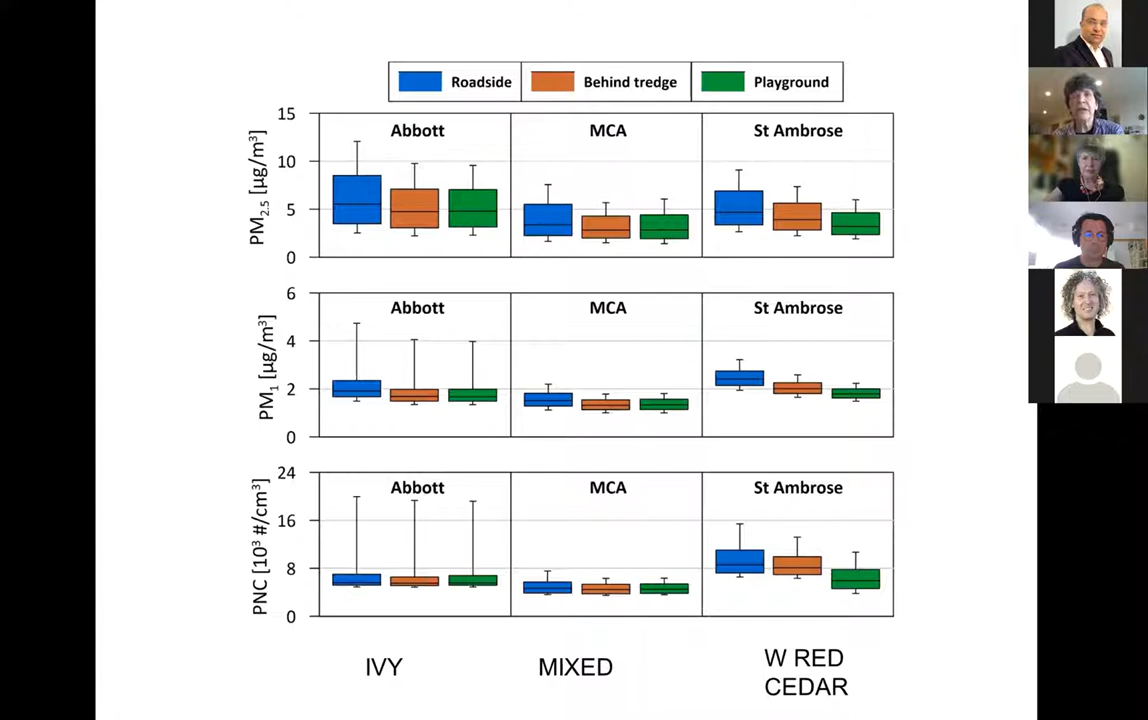 Roadside Behind tredge Playground
Abbott MCA St Ambrose
PM2.5 [µg/m³]
15
10
5
0
Abbott MCA St Ambrose
PM1 [µg/m³]
6
4
2
0
Abbott MCA St Ambrose
PNC [10³ #/cm³]
24
16
8
0
IVY MIXED W RED
CEDAR